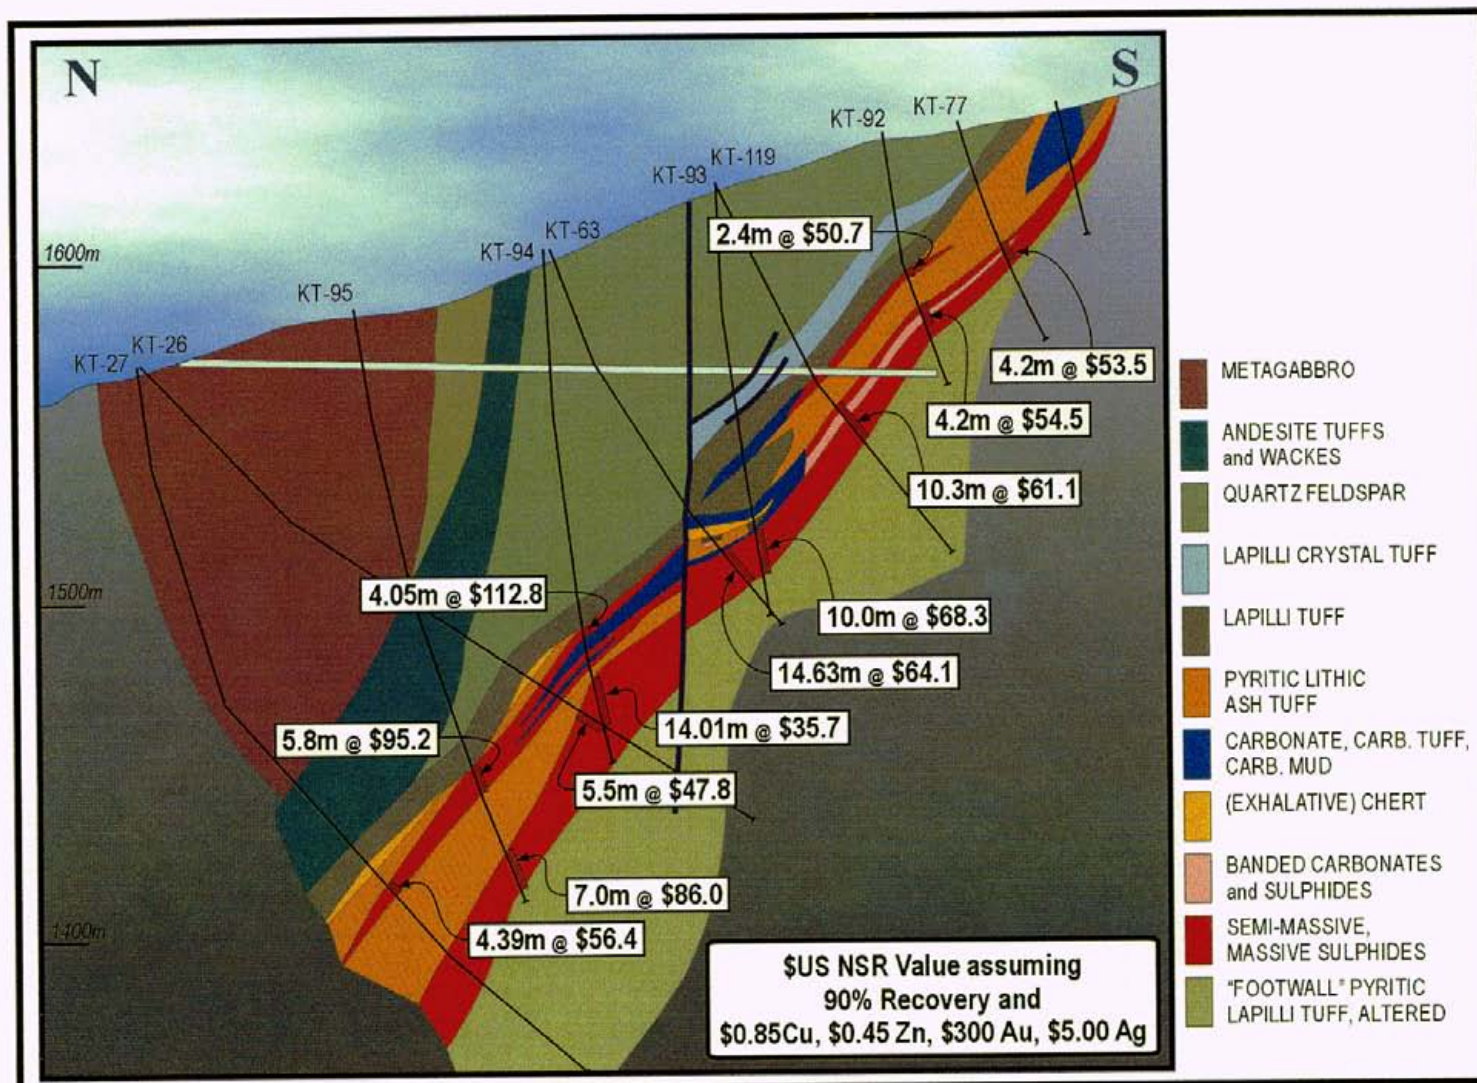 N
S
KT-77
KT-92
KT-119
KT-93
KT-63
KT-94
KT-95
KT-26
KT-27
1600m
1500m
1400m
2.4m @ $50.7
4.2m @ $53.5
4.2m @ $54.5
10.3m @ $61.1
4.05m @ $112.8
10.0m @ $68.3
14.63m @ $64.1
14.01m @ $35.7
5.8m @ $95.2
5.5m @ $47.8
7.0m @ $86.0
4.39m @ $56.4
$US NSR Value assuming
90% Recovery and
$0.85Cu, $0.45 Zn, $300 Au, $5.00 Ag
METAGABBRO
ANDESITE TUFFS
and WACKES
QUARTZ FELDSPAR
LAPILLI CRYSTAL TUFF
LAPILLI TUFF
PYRITIC LITHIC
ASH TUFF
CARBONATE, CARB. TUFF,
CARB. MUD
(EXHALATIVE) CHERT
BANDED CARBONATES
and SULPHIDES
SEMI-MASSIVE,
MASSIVE SULPHIDES
"FOOTWALL" PYRITIC
LAPILLI TUFF, ALTERED